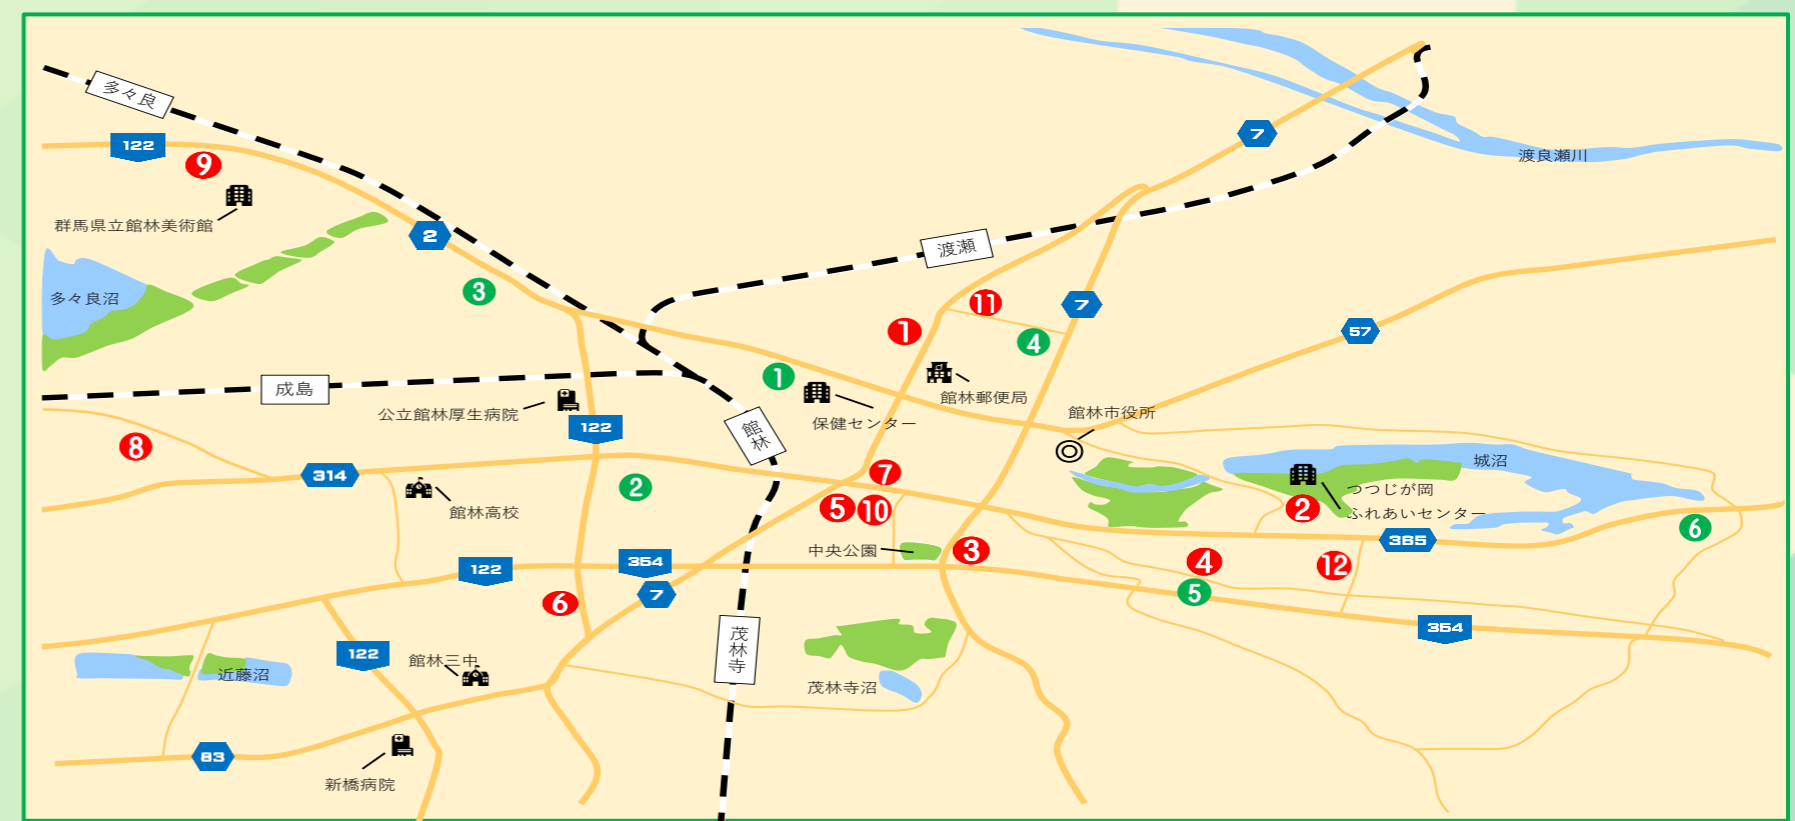 多々良
122
9
群馬県立館林美術館
2
多々良沼
3
7
渡良瀬川
渡瀬
11
1
4
7
57
成島
1
公立館林厚生病院
保健センター
館林郵便局
館林市役所
122
館林
8
314
館林高校
2
7
5
10
城沼
つつじが岡
ふれあいセンター
2
6
365
中央公園
3
4
12
5
354
122
354
7
6
茂林寺
122
館林三中
近藤沼
茂林寺沼
83
新橋病院